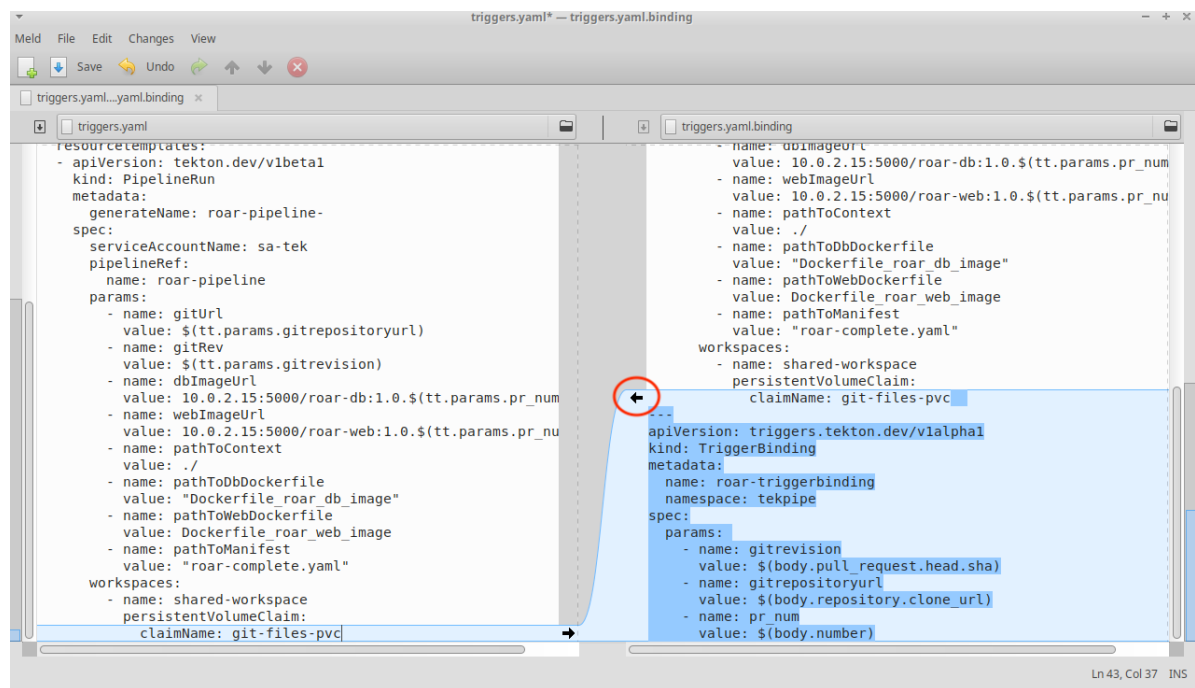 triggers.yaml* — triggers.yaml.binding
Meld File Edit Changes View
Save Undo
triggers.yaml....yaml.binding
triggers.yaml
resourcetemplates:
- apiVersion: tekton.dev/v1beta1
kind: PipelineRun
metadata:
generateName: roar-pipeline-
spec:
serviceAccountName: sa-tek
pipelineRef:
name: roar-pipeline
params:
- name: gitUrl
value: $(tt.params.gitrepositoryurl)
- name: gitRev
value: $(tt.params.gitrevision)
- name: dbImageUrl
value: 10.0.2.15:5000/roar-db:1.0.$(tt.params.pr_num
- name: webImageUrl
value: 10.0.2.15:5000/roar-web:1.0.$(tt.params.pr_nu
- name: pathToContext
value: ./
- name: pathToDbDockerfile
value: "Dockerfile_roar_db_image"
- name: pathToWebDockerfile
value: Dockerfile_roar_web_image
- name: pathToManifest
value: "roar-complete.yaml"
workspaces:
- name: shared-workspace
persistentVolumeClaim:
claimName: git-files-pvc
triggers.yaml.binding
- name: dbImageUrl
value: 10.0.2.15:5000/roar-db:1.0.$(tt.params.pr_num
- name: webImageUrl
value: 10.0.2.15:5000/roar-web:1.0.$(tt.params.pr_nu
- name: pathToContext
value: ./
- name: pathToDbDockerfile
value: "Dockerfile_roar_db_image"
- name: pathToWebDockerfile
value: Dockerfile_roar_web_image
- name: pathToManifest
value: "roar-complete.yaml"
workspaces:
- name: shared-workspace
persistentVolumeClaim:
claimName: git-files-pvc
---
apiVersion: triggers.tekton.dev/v1alpha1
kind: TriggerBinding
metadata:
name: roar-triggerbinding
namespace: tekpipe
spec:
params:
- name: gitrevision
value: $(body.pull_request.head.sha)
- name: gitrepositoryurl
value: $(body.repository.clone_url)
- name: pr_num
value: $(body.number)
Ln 43, Col 37 INS